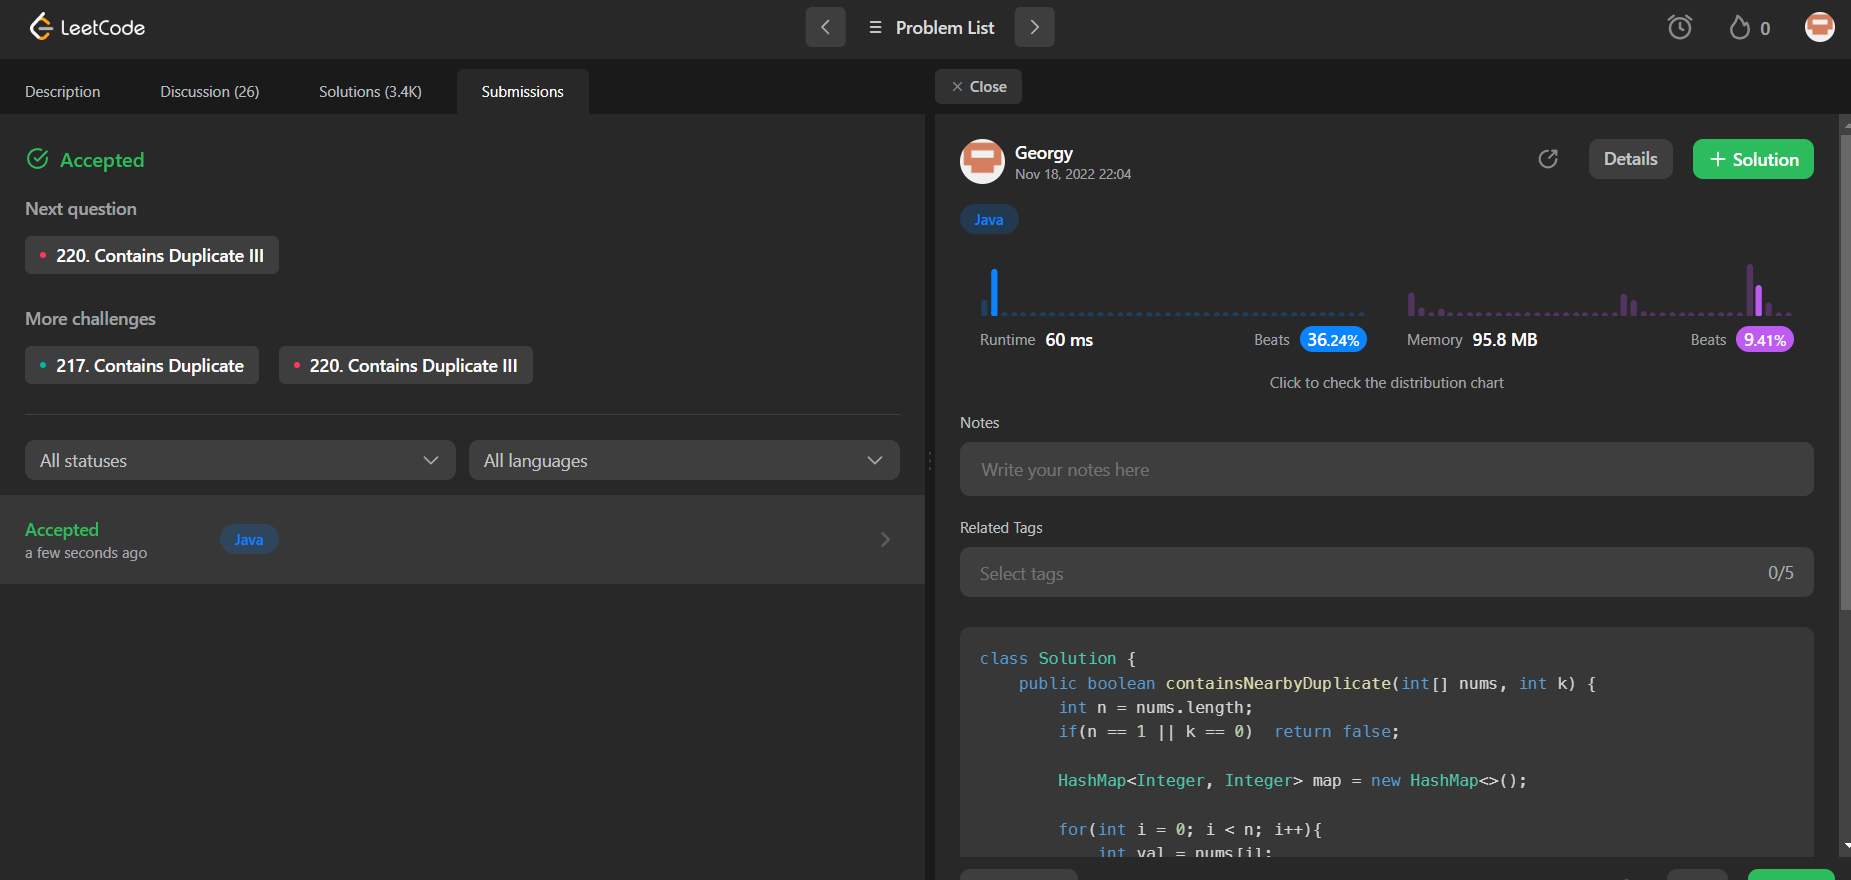 LeetCode
Problem List
0
Description
Discussion (26)
Solutions (3.4K)
Submissions
Close
Accepted
Next question
220. Contains Duplicate III
More challenges
217. Contains Duplicate
220. Contains Duplicate III
All statuses
All languages
Accepted
a few seconds ago
Java
Georgy
Nov 18, 2022 22:04
Details
+ Solution
Java
Runtime 60 ms
Beats 36.24%
Memory 95.8 MB
Beats 9.41%
Click to check the distribution chart
Notes
Write your notes here
Related Tags
Select tags
0/5
class Solution {
    public boolean containsNearbyDuplicate(int[] nums, int k) {
        int n = nums.length;
        if(n == 1 || k == 0)  return false;
        HashMap<Integer, Integer> map = new HashMap<>();
        for(int i = 0; i < n; i++){
            int val = nums[i];